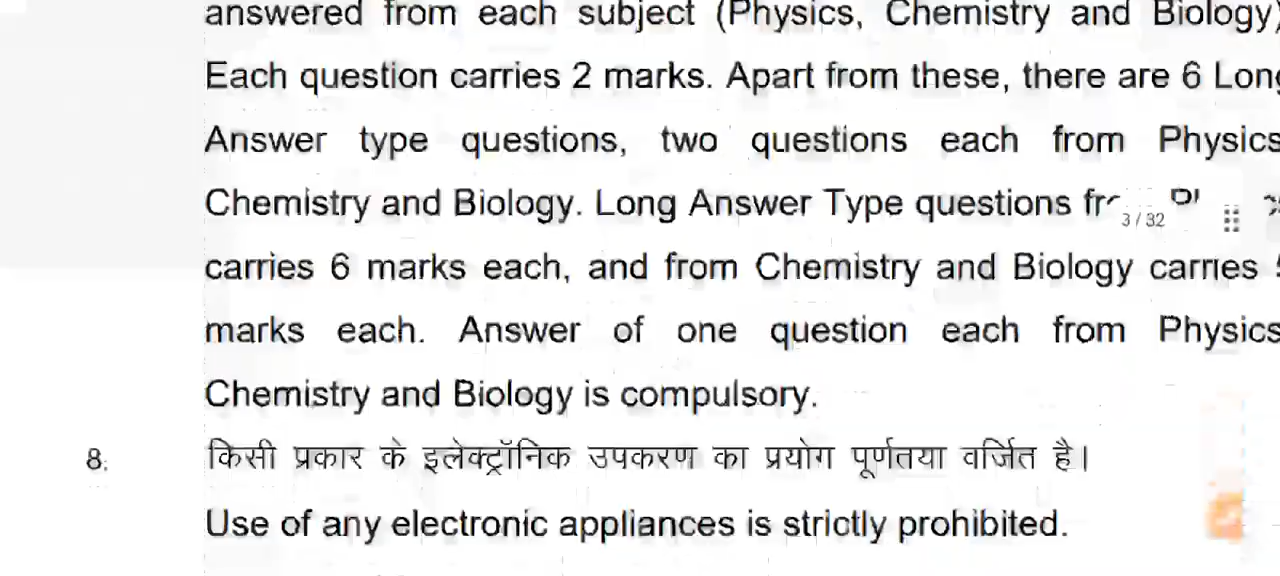 answered from each subject (Physics, Chemistry and Biology)
Each question carries 2 marks. Apart from these, there are 6 Long
Answer type questions, two questions each from Physics
Chemistry and Biology. Long Answer Type questions
3 / 32
carries 6 marks each, and from Chemistry and Biology carries
marks each. Answer of one question each from Physics
Chemistry and Biology is compulsory.
8. किसी प्रकार के इलेक्ट्रॉनिक उपकरण का प्रयोग पूर्णतया वर्जित है।
Use of any electronic appliances is strictly prohibited.